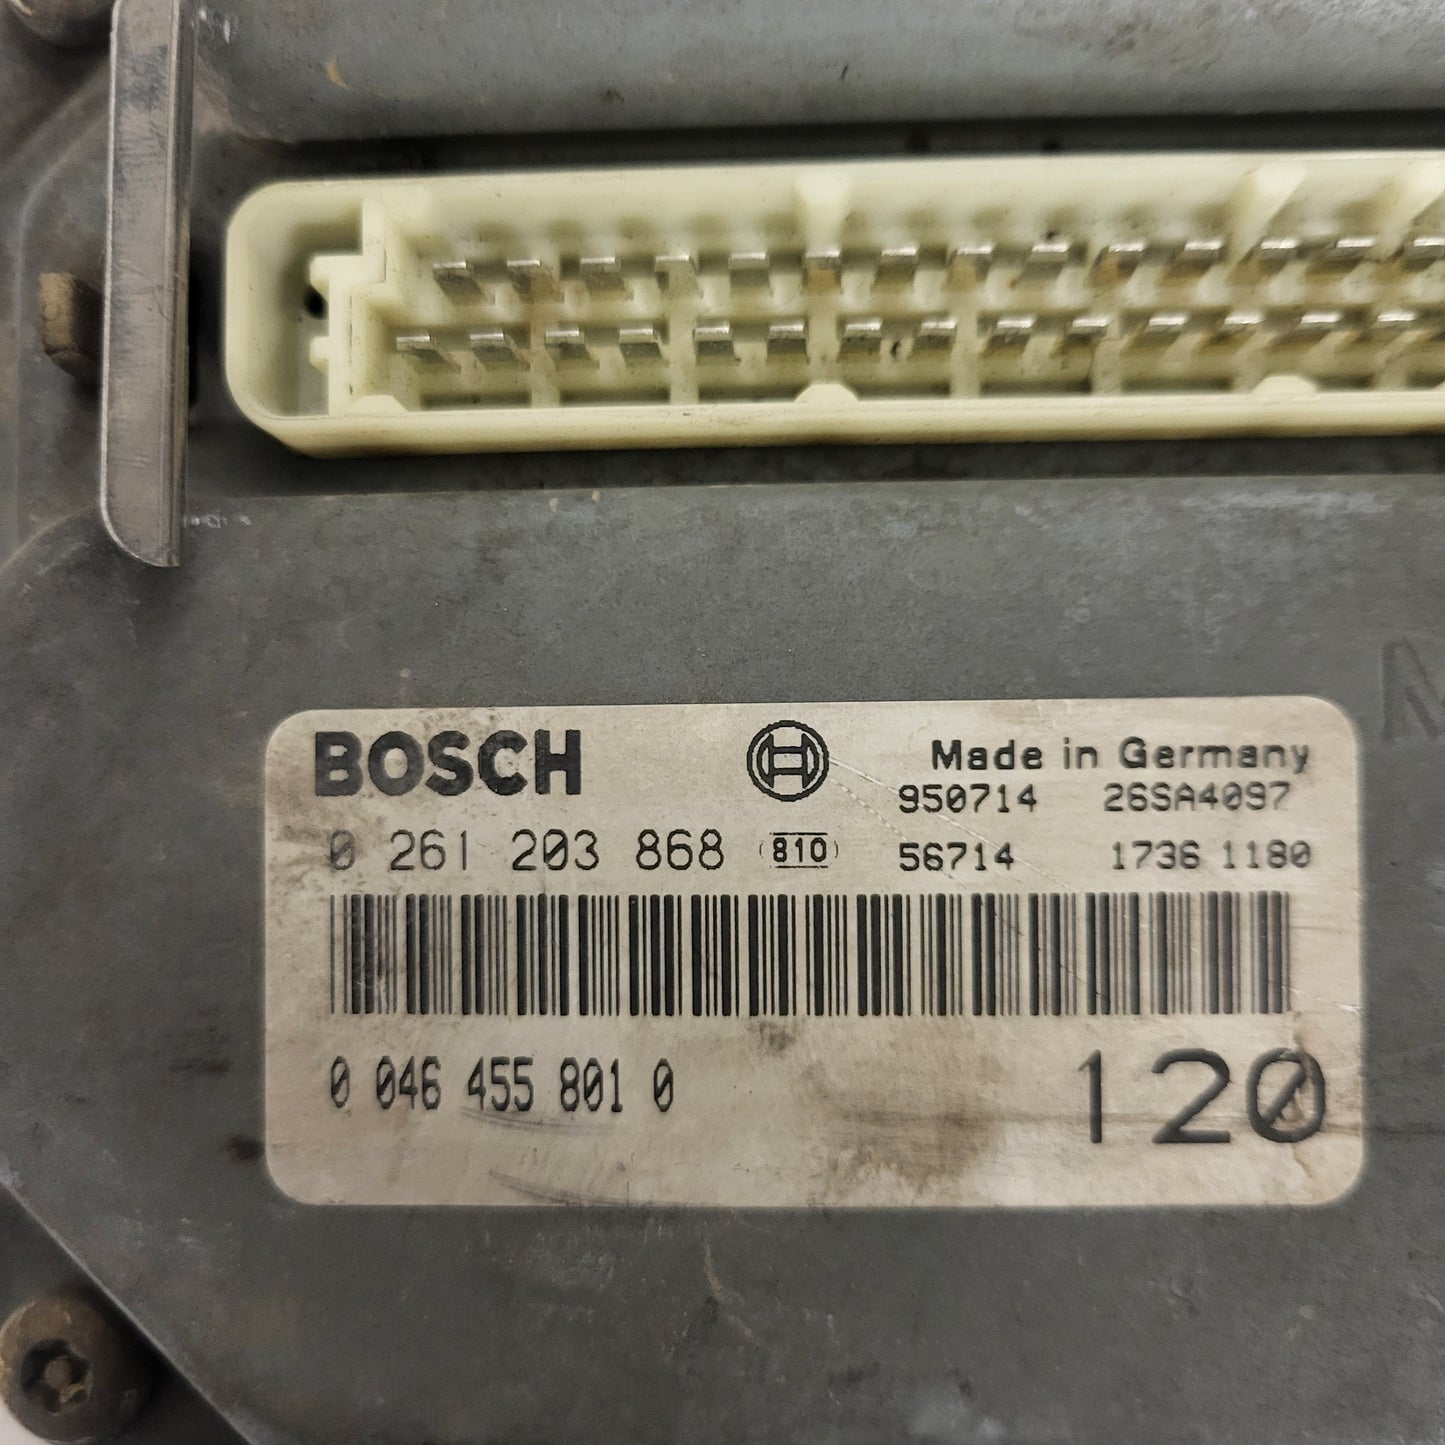 BOSCH
Made in Germany
950714 26SA4097
0 261 203 868 (810) 56714 1736 1180
0 046 455 801 0
120
M